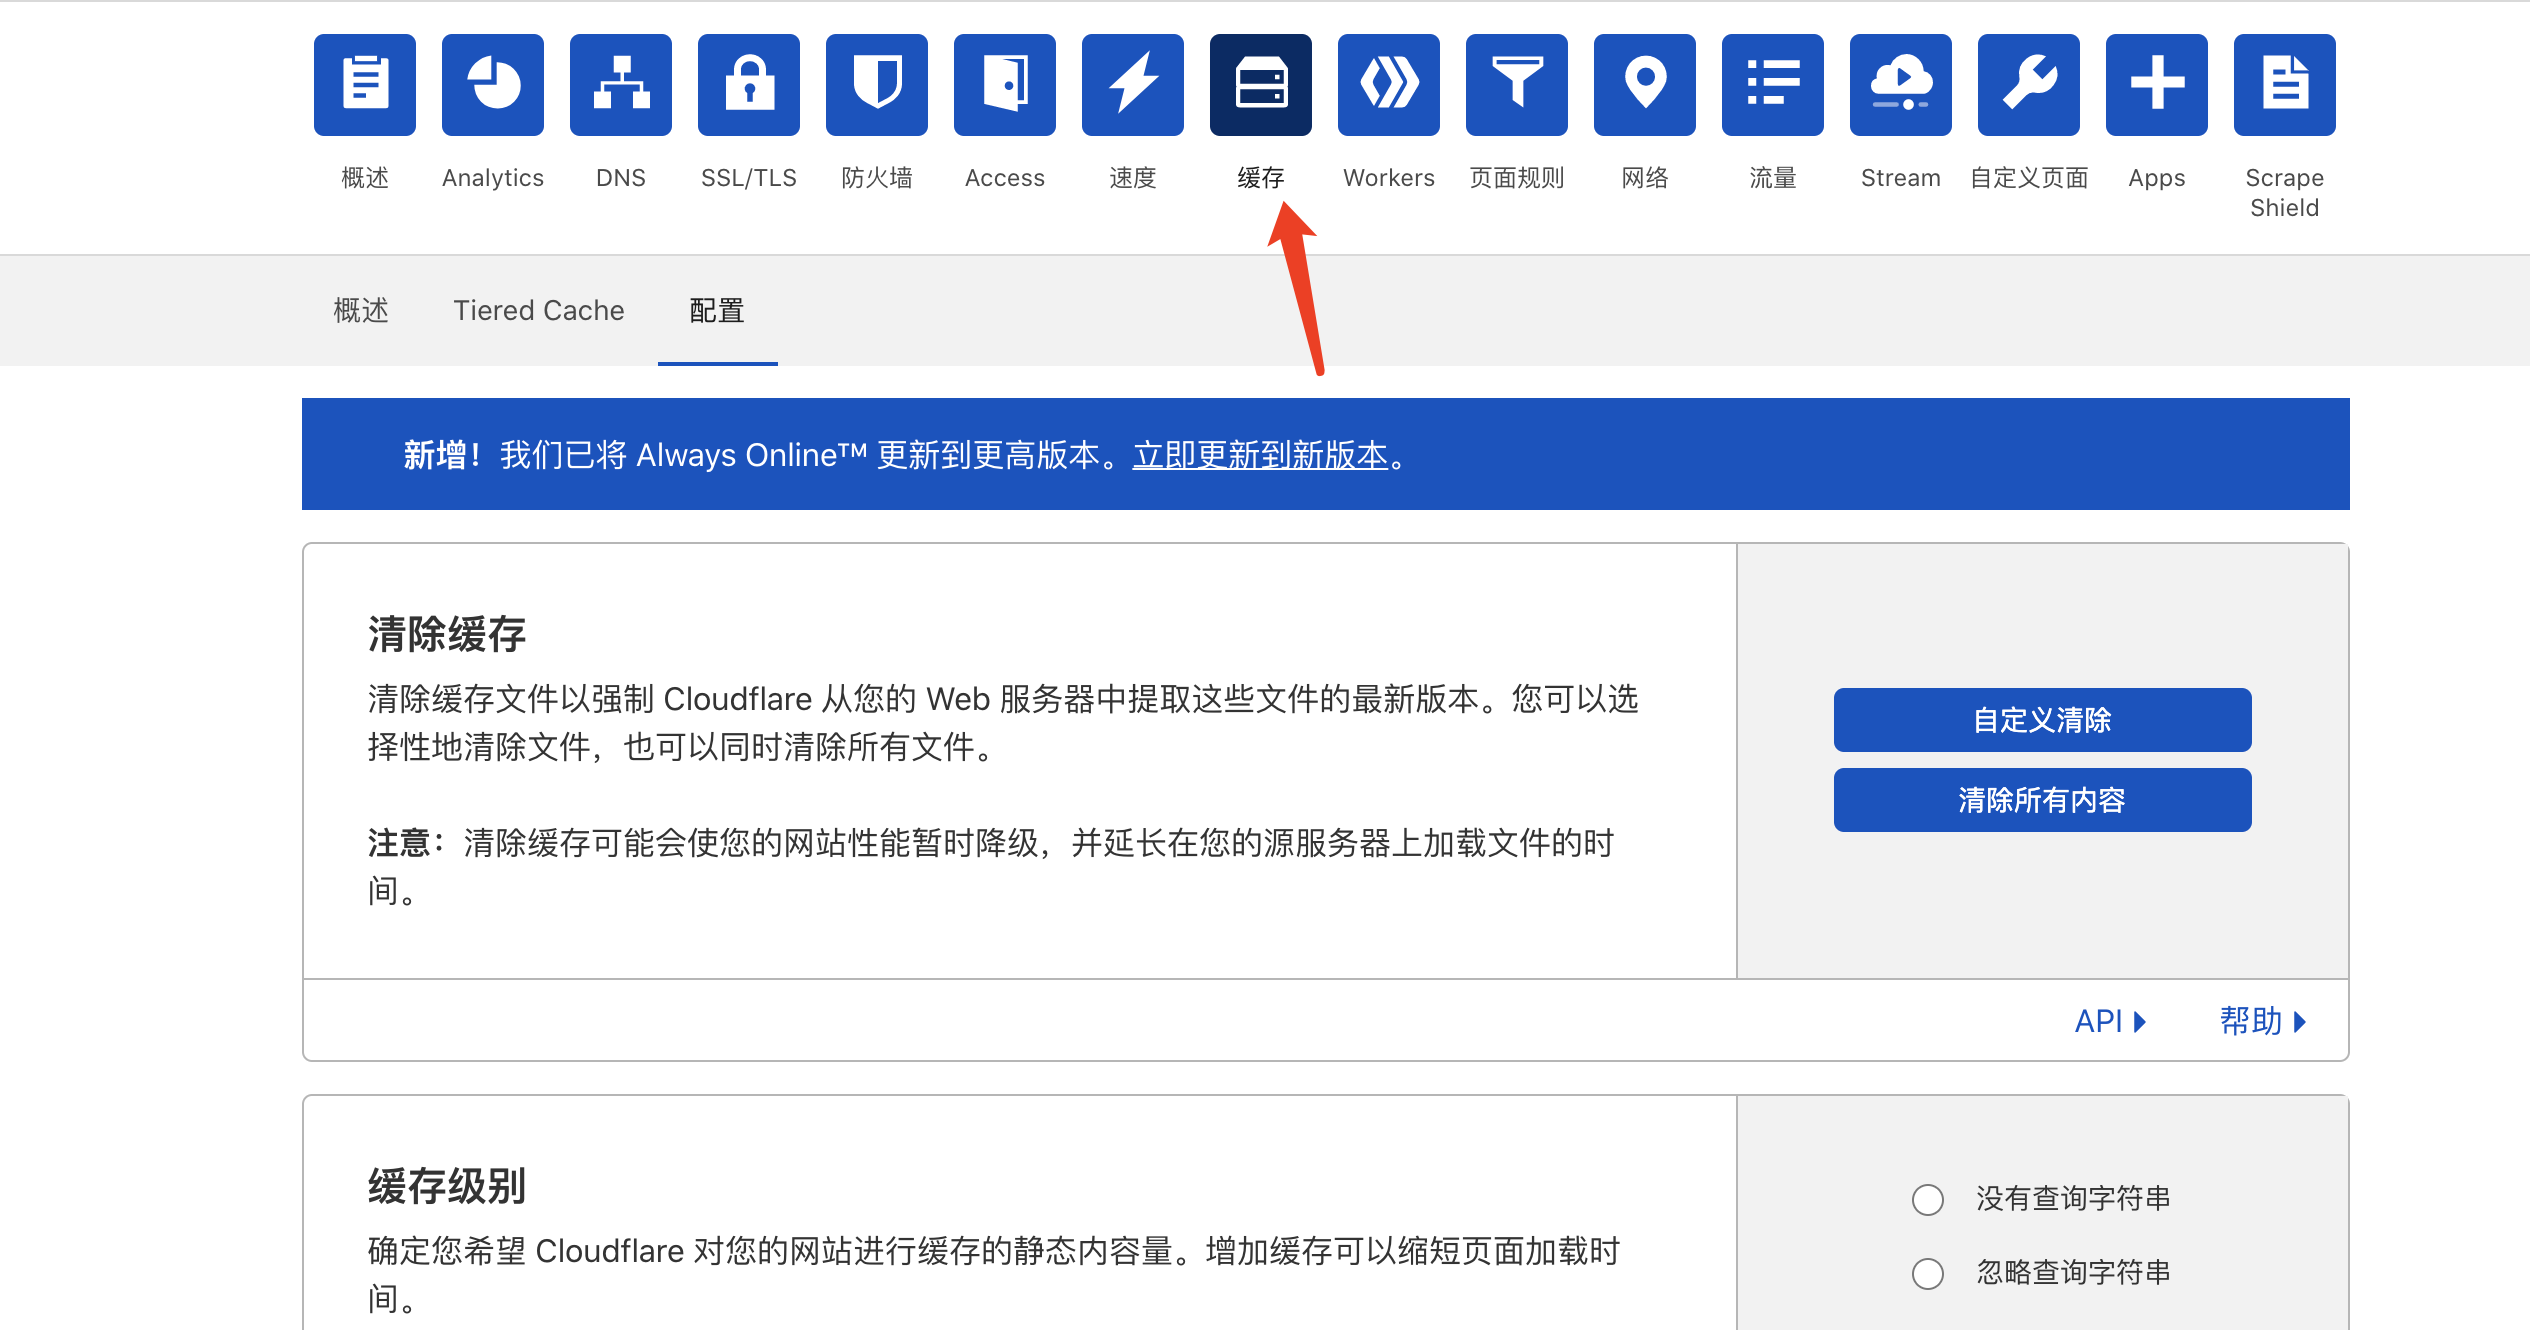 概述
Analytics
DNS
SSL/TLS
防火墙
Access
速度
缓存
Workers
页面规则
网络
流量
Stream
自定义页面
Apps
Scrape
Shield
概述
Tiered Cache
配置
新增！我们已将 Always Online™ 更新到更高版本。立即更新到新版本。
清除缓存
清除缓存文件以强制 Cloudflare 从您的 Web 服务器中提取这些文件的最新版本。您可以选
择性地清除文件，也可以同时清除所有文件。
注意：清除缓存可能会使您的网站性能暂时降级，并延长在您的源服务器上加载文件的时
间。
自定义清除
清除所有内容
API
帮助
缓存级别
确定您希望 Cloudflare 对您的网站进行缓存的静态内容量。增加缓存可以缩短页面加载时
间。
没有查询字符串
忽略查询字符串